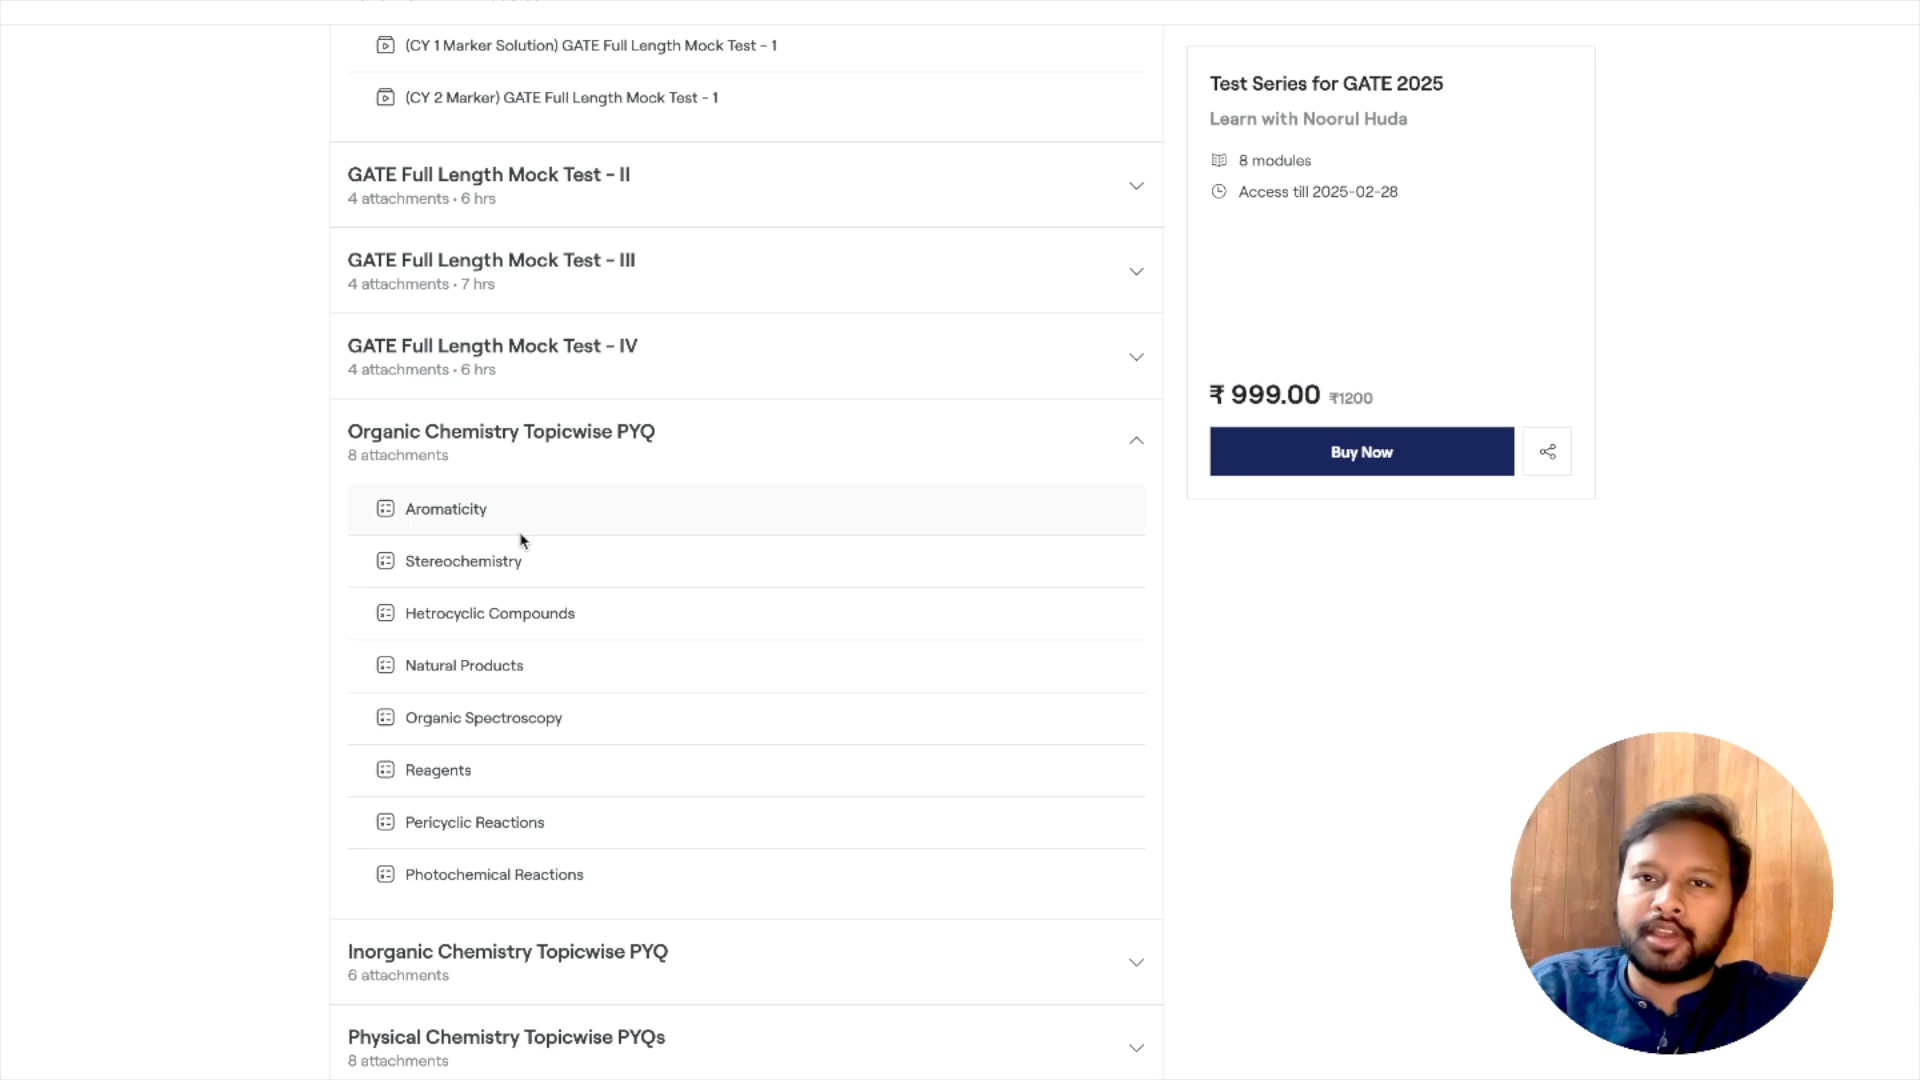 (CY 1 Marker Solution) GATE Full Length Mock Test - 1
(CY 2 Marker) GATE Full Length Mock Test - 1
GATE Full Length Mock Test - II
4 attachments • 6 hrs
GATE Full Length Mock Test - III
4 attachments • 7 hrs
GATE Full Length Mock Test - IV
4 attachments • 6 hrs
Organic Chemistry Topicwise PYQ
8 attachments
Aromaticity
Stereochemistry
Hetrocyclic Compounds
Natural Products
Organic Spectroscopy
Reagents
Pericyclic Reactions
Photochemical Reactions
Inorganic Chemistry Topicwise PYQ
6 attachments
Physical Chemistry Topicwise PYQs
8 attachments
Test Series for GATE 2025
Learn with Noorul Huda
8 modules
Access till 2025-02-28
₹ 999.00 ₹1200
Buy Now